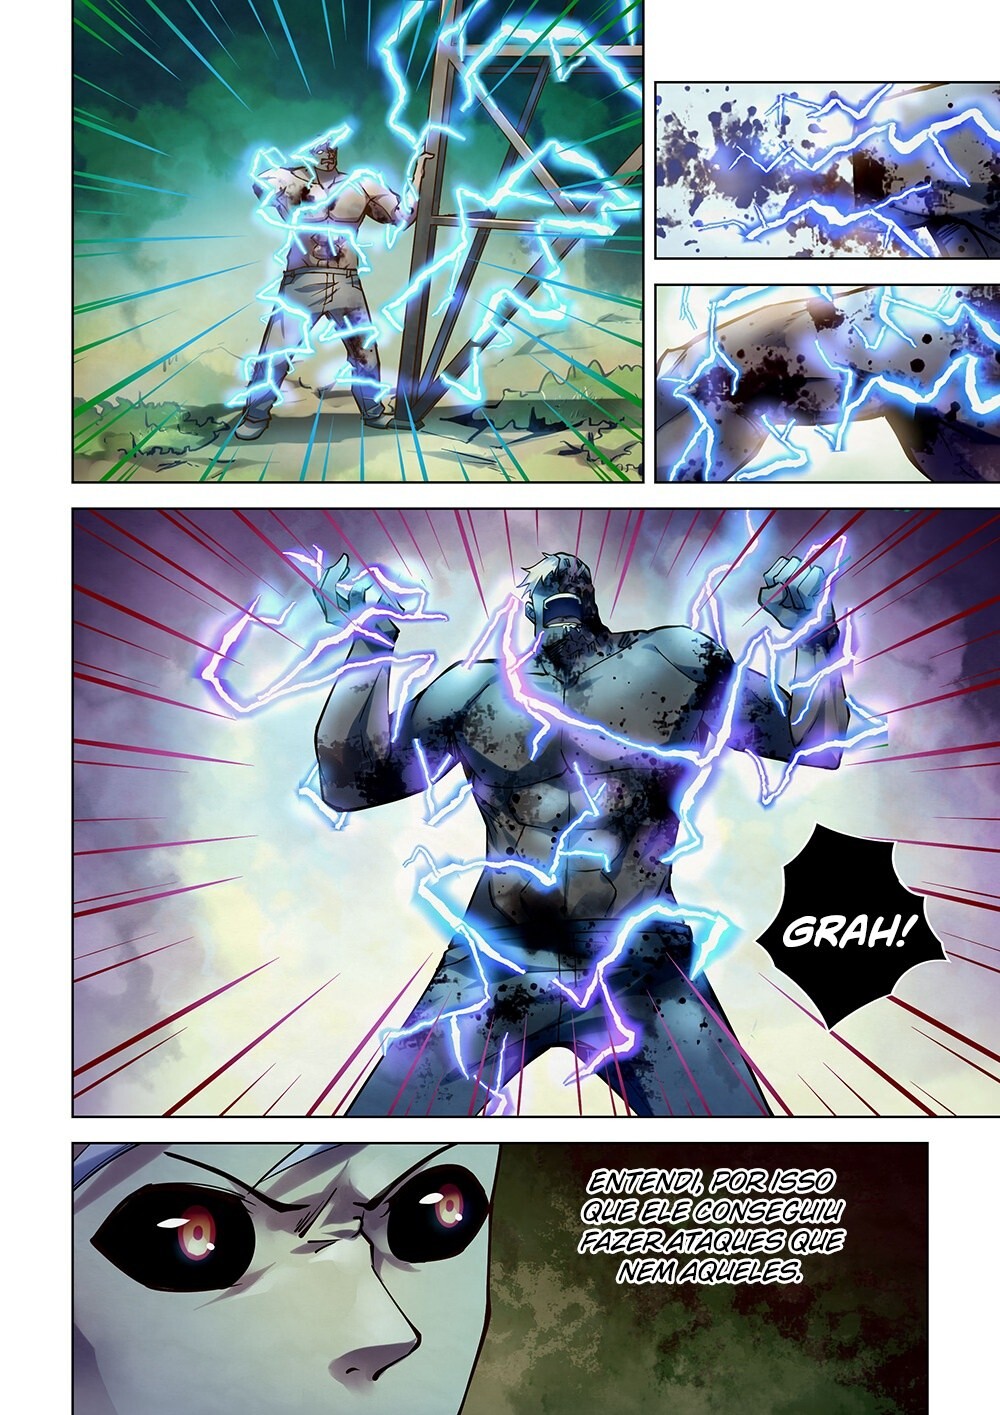 GRAH!
ENTENDI, POR ISSO
QUE ELE CONSEGUIU
FAZER ATAQUES QUE
NEM AQUELES.